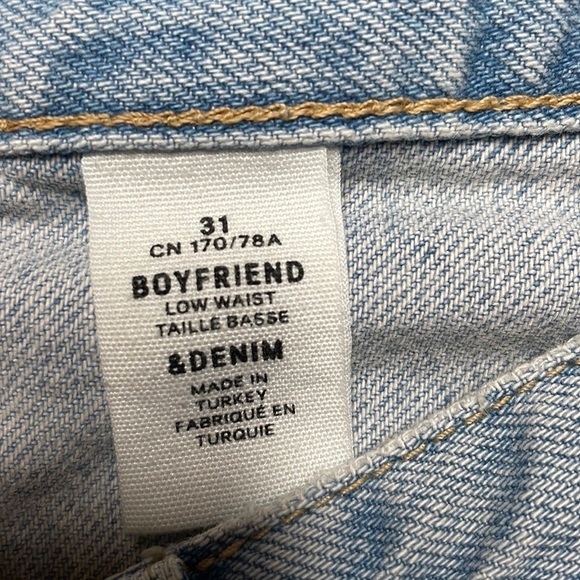 31
CN 170/78A
BOYFRIEND
LOW WAIST
TAILLE BASSE
&DENIM
MADE IN
TURKEY
FABRIQUÉ EN
TURQUIE